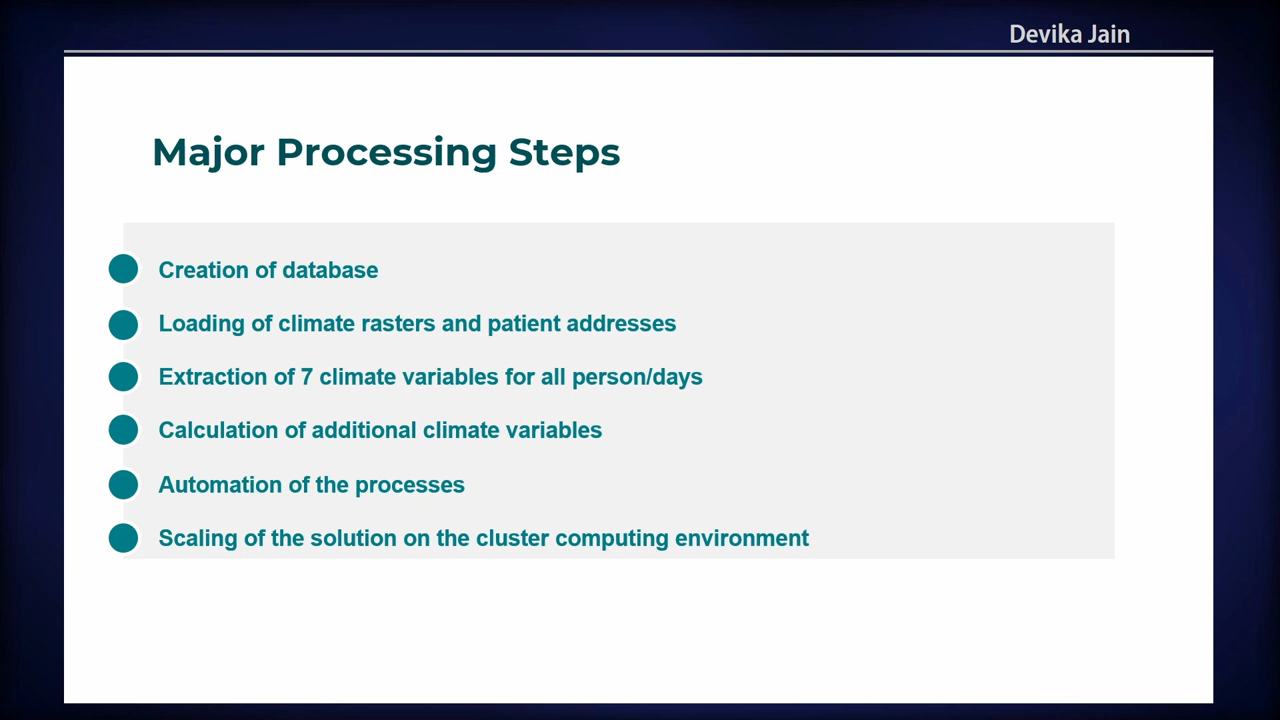 Devika Jain
Major Processing Steps
Creation of database
Loading of climate rasters and patient addresses
Extraction of 7 climate variables for all person/days
Calculation of additional climate variables
Automation of the processes
Scaling of the solution on the cluster computing environment